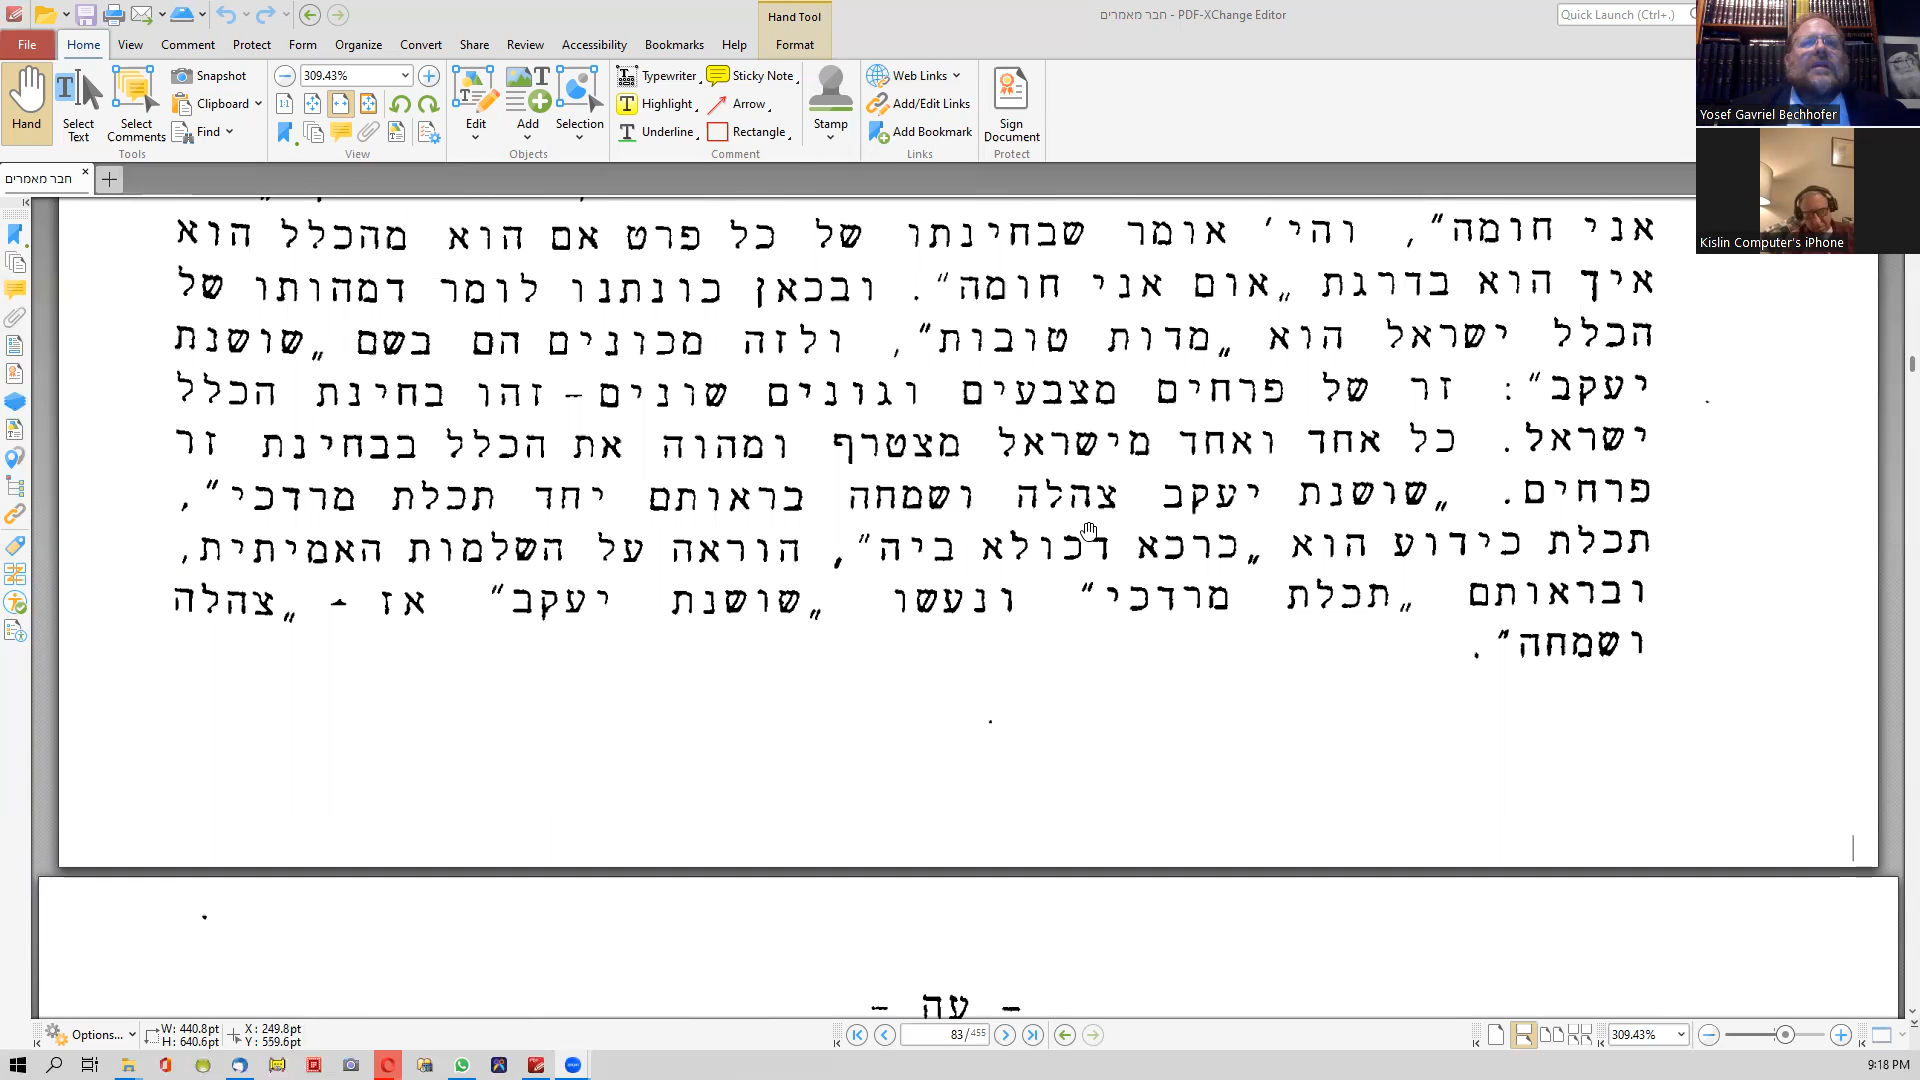 Hand Tool
חבר מאמרים - PDF-XChange Editor
Quick Launch (Ctrl+.)
File Home View Comment Protect Form Organize Convert Share Review Accessibility Bookmarks Help Format
Hand
Select Text
Select Comments
Snapshot
Clipboard
Find
Tools
309.43%
View
Edit
Add
Selection
Objects
Typewriter
Highlight
Underline
Sticky Note
Arrow
Rectangle
Stamp
Comment
Web Links
Add/Edit Links
Add Bookmark
Links
Sign Document
Protect
Yosef Gavriel Bechhofer
Kislin Computer's iPhone
חבר מאמרים
אני חומה", והי' אומר שבחינתו של כל פרט אם הוא מהכלל הוא
איך הוא בדרגת „אום אני חומה". ובכאן כונתנו לומר דמהותו של
הכלל ישראל הוא „מדות טובות", ולזה מכונים הם בשם „שושנת
יעקב": זר של פרחים מצבעים וגונים שונים - זהו בחינת הכלל
ישראל. כל אחד ואחד מישראל מצטרף ומהוה את הכלל בבחינת זר
פרחים. „שושנת יעקב צהלה ושמחה בראותם יחד תכלת מרדכי",
תכלת כידוע הוא „כרכא דכולא ביה", הוראה על השלמות האמיתית,
ובראותם „תכלת מרדכי" ונעשו „שושנת יעקב" אז - „צהלה
ושמחה".
- עה -
Options...
W: 440.8pt
H: 640.6pt
X: 249.8pt
Y: 559.6pt
83 / 455
309.43%
9:18 PM